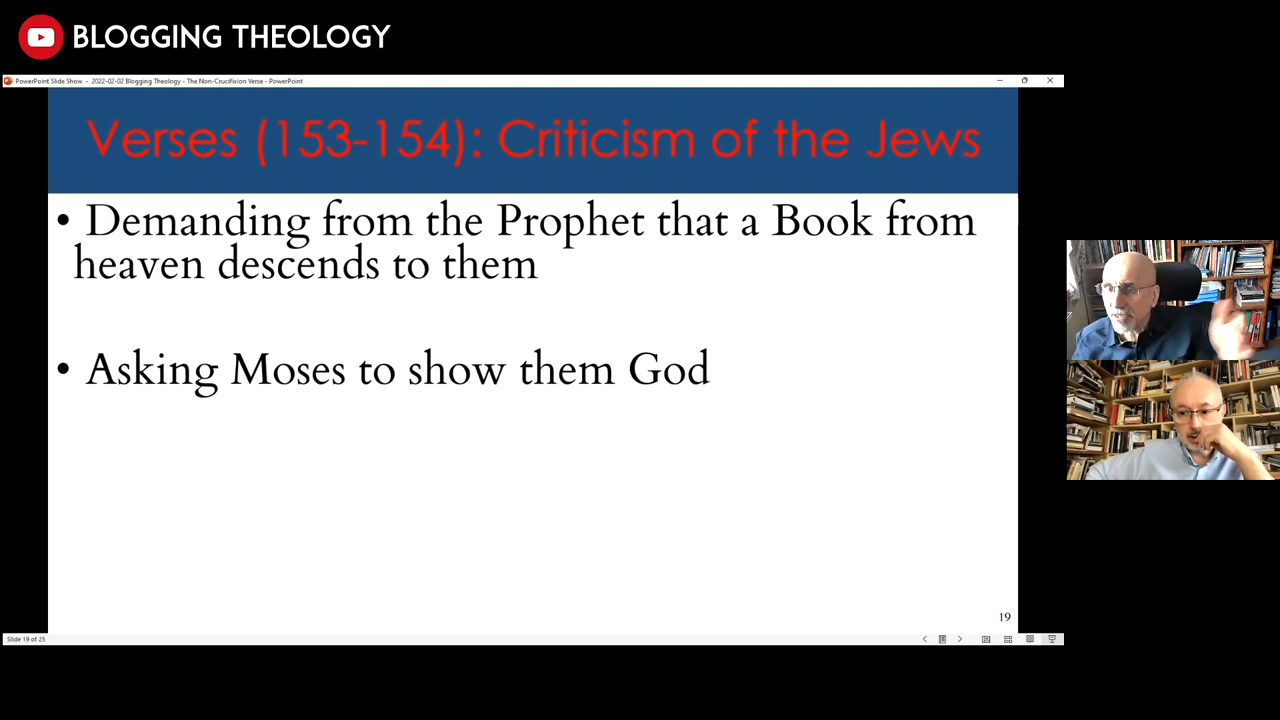 BLOGGING THEOLOGY
PowerPoint Slide Show - 2022-02-02 Blogging Theology - The Non-Crucifixion Verse - PowerPoint
Verses (153-154): Criticism of the Jews
• Demanding from the Prophet that a Book from
heaven descends to them
• Asking Moses to show them God
19
Slide 19 of 25